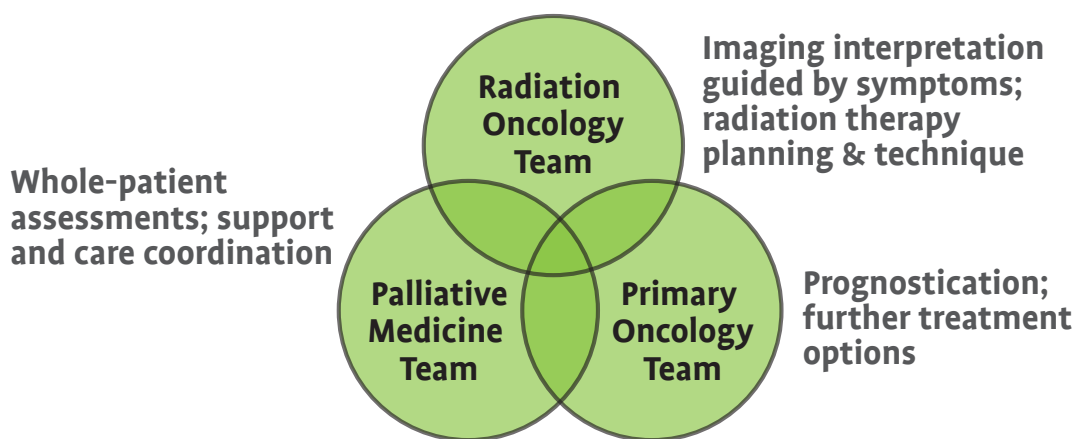 Radiation
Oncology
Team
Imaging interpretation
guided by symptoms;
radiation therapy
planning & technique
Whole-patient
assessments; support
and care coordination
Palliative
Medicine
Team
Primary
Oncology
Team
Prognostication;
further treatment
options